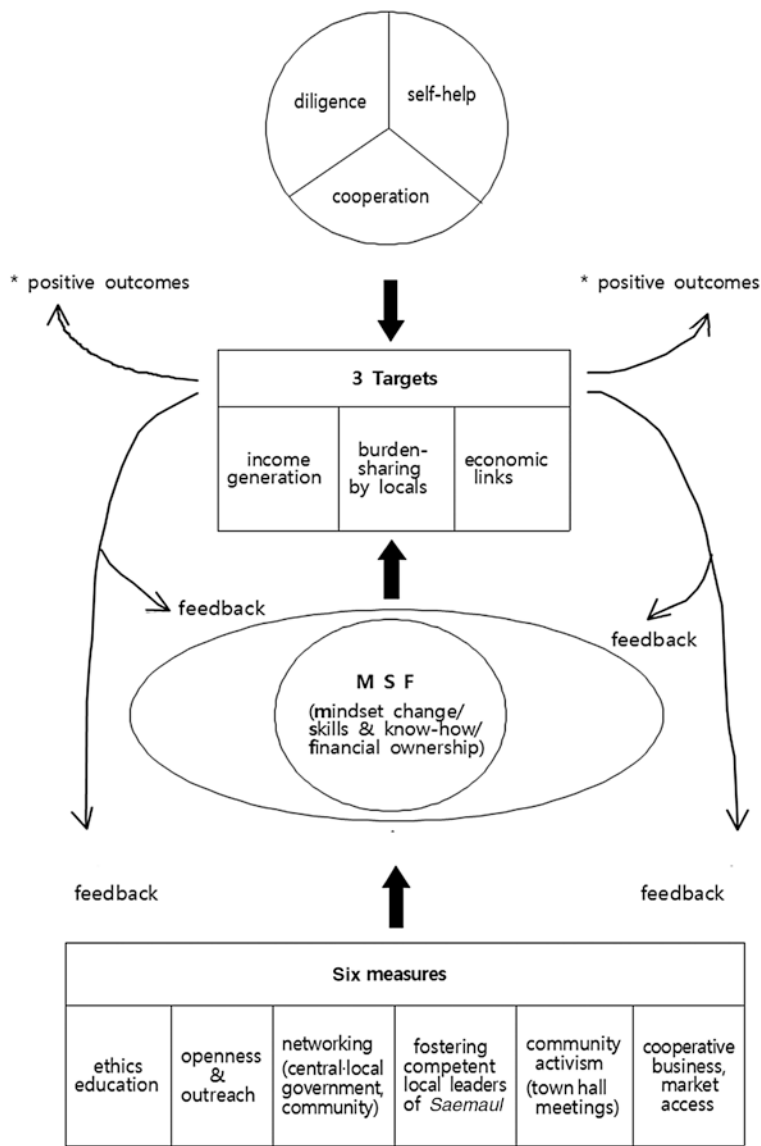 diligence
self-help
cooperation
* positive outcomes
* positive outcomes
3 Targets
income
generation
burden-
sharing
by locals
economic
links
feedback
feedback
M S F
(mindset change/
skills & know-how/
financial ownership)
feedback
feedback
Six measures
ethics
education
openness
&
outreach
networking
(central·local
government,
community)
fostering
competent
local leaders
of Saemaul
community
activism
(town hall
meetings)
cooperative
business,
market
access